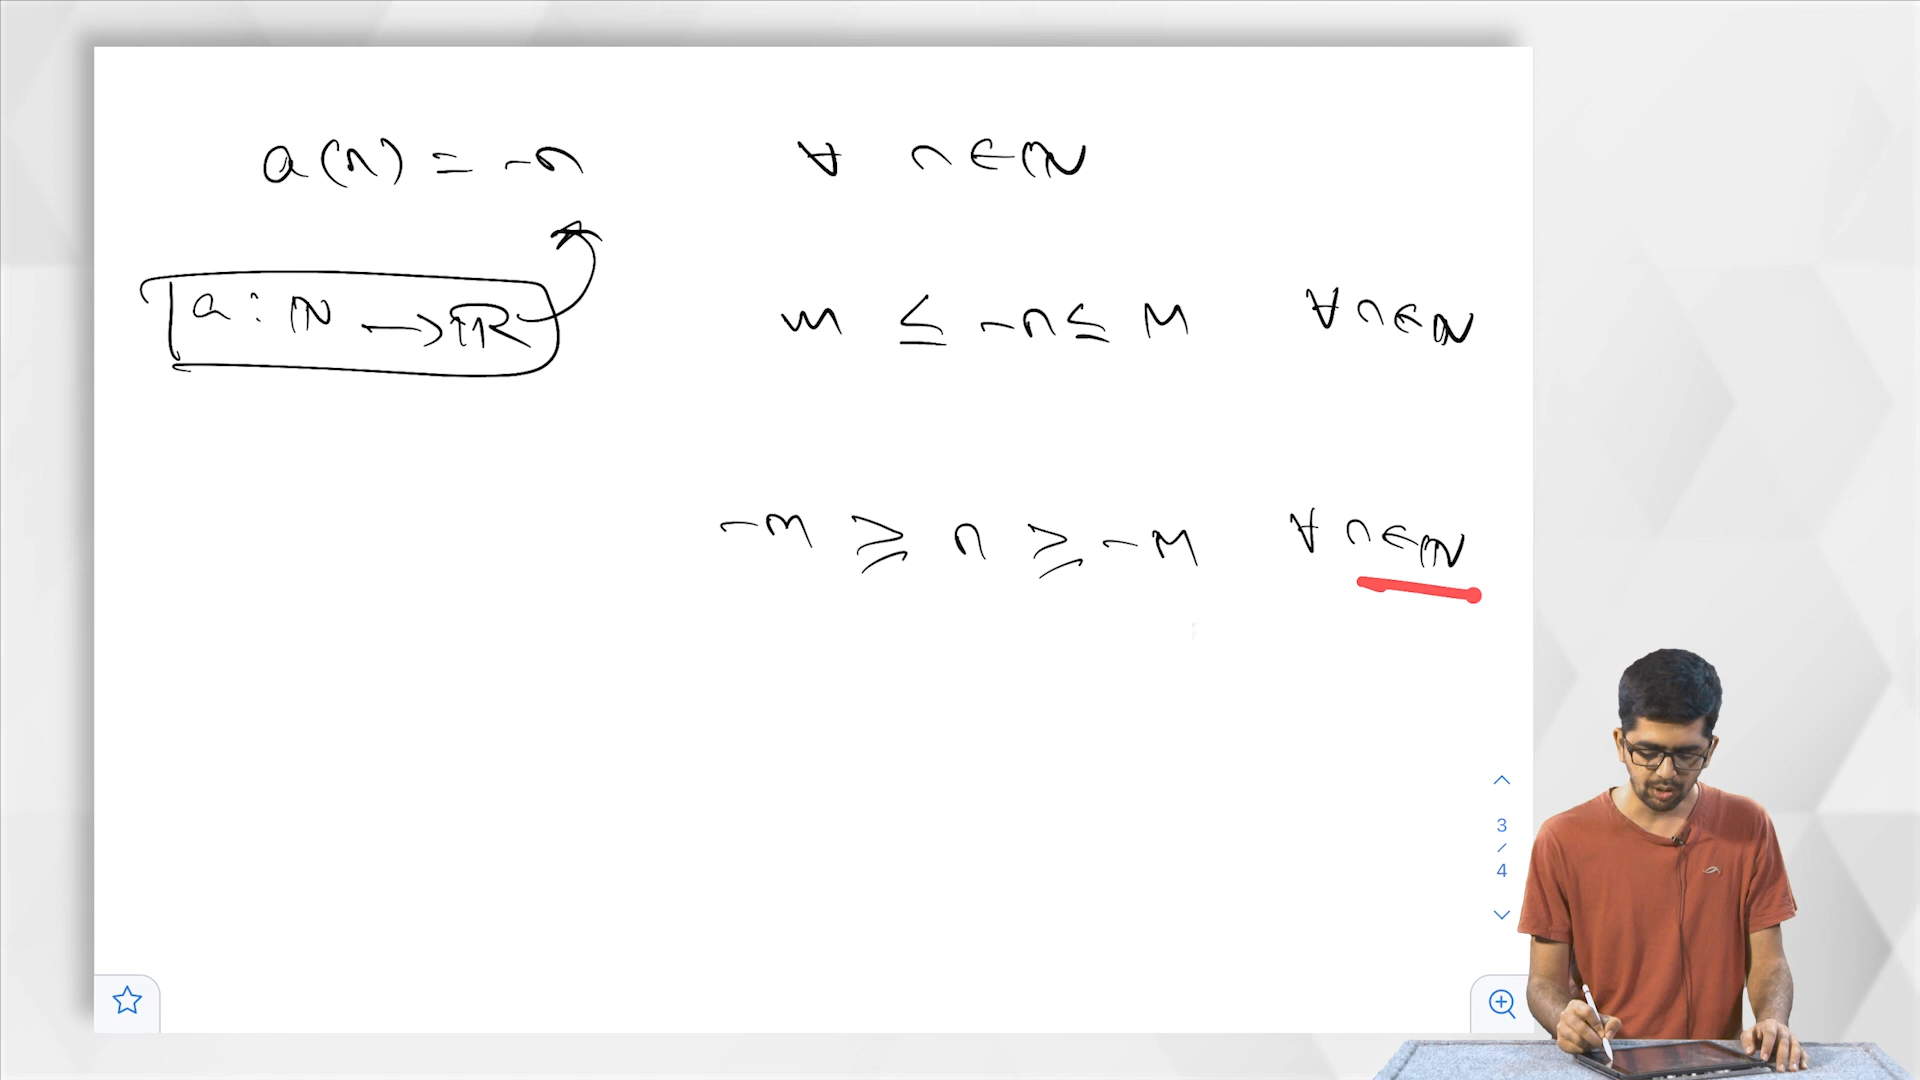 a(n) = -n ∀ n ∈ ℕ
a : ℕ → ℝ
m ≤ -n ≤ M ∀ n ∈ ℕ
-m ≥ n ≥ -M ∀ n ∈ ℕ
3
/
4